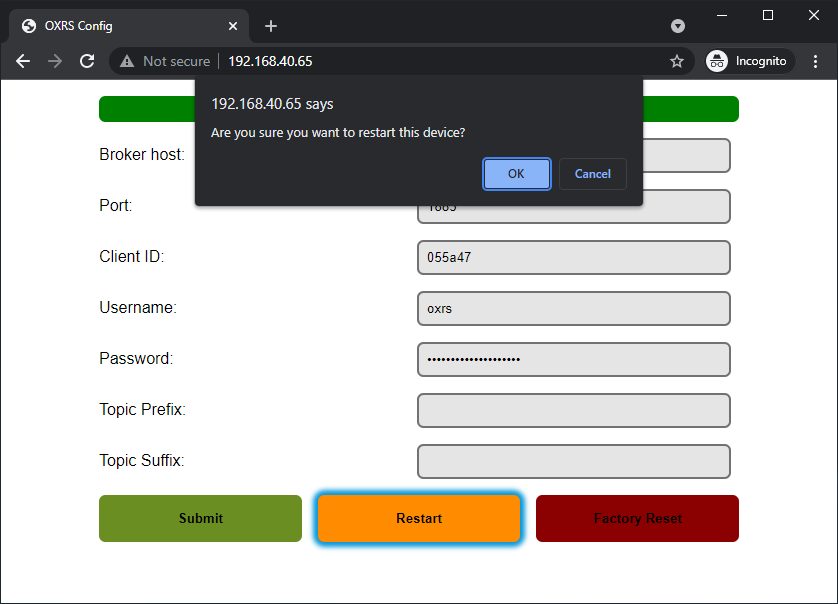 OXRS Config
Not secure 192.168.40.65
Incognito
192.168.40.65 says
Are you sure you want to restart this device?
OK
Cancel
Broker host:
Port:
Client ID:
055a47
Username:
oxrs
Password:
••••••••••••••••••••
Topic Prefix:
Topic Suffix:
Submit
Restart
Factory Reset